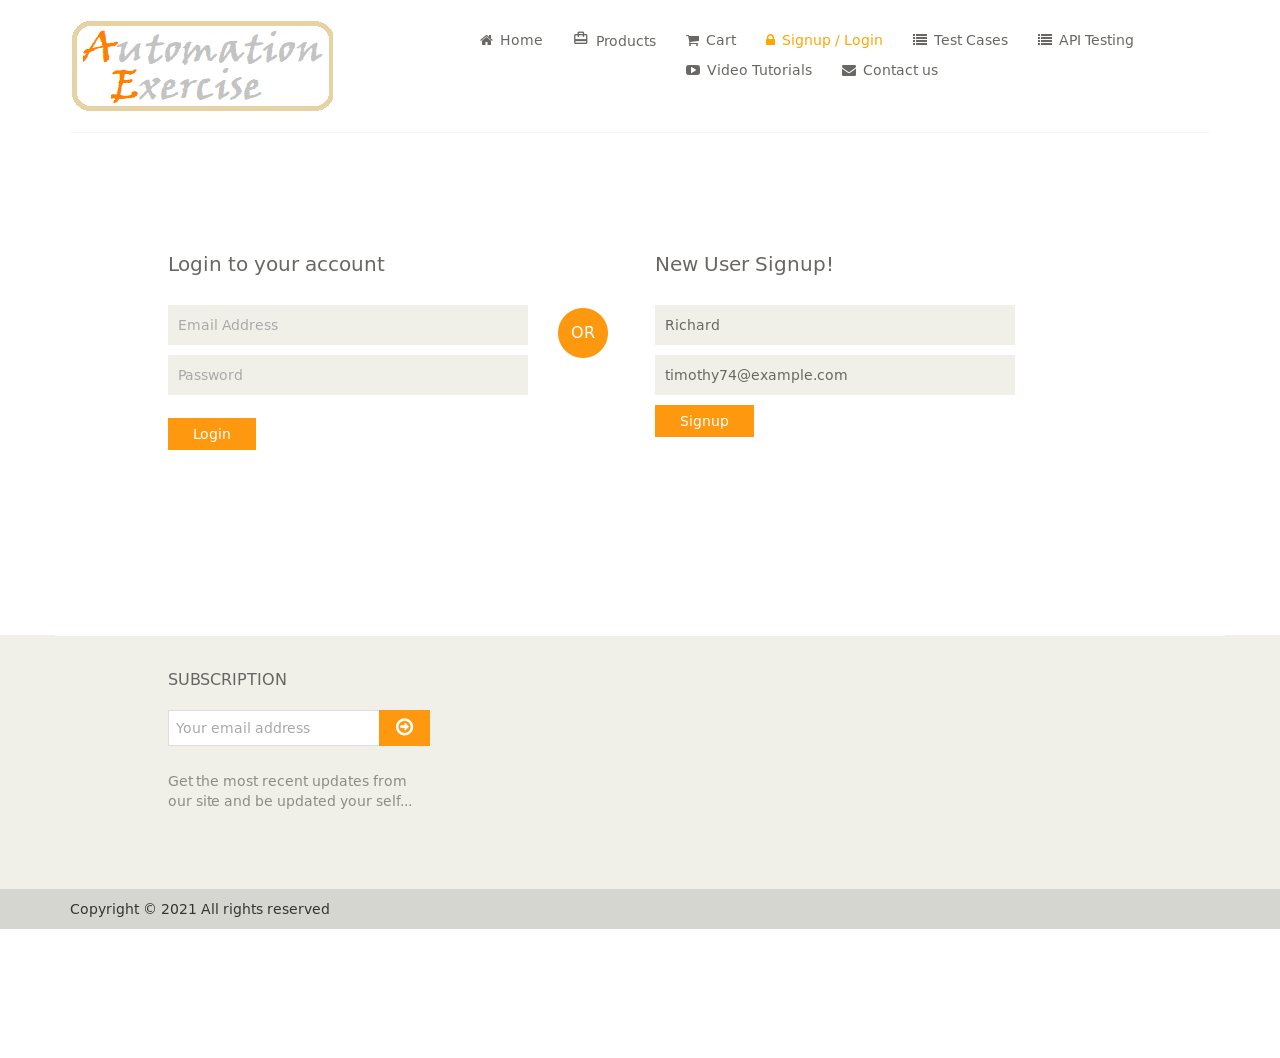 Automation
Exercise
Home
Products
Cart
Signup / Login
Test Cases
API Testing
Video Tutorials
Contact us
Login to your account
Email Address
Password
Login
OR
New User Signup!
Richard
timothy74@example.com
Signup
SUBSCRIPTION
Your email address
Get the most recent updates from
our site and be updated your self...
Copyright © 2021 All rights reserved